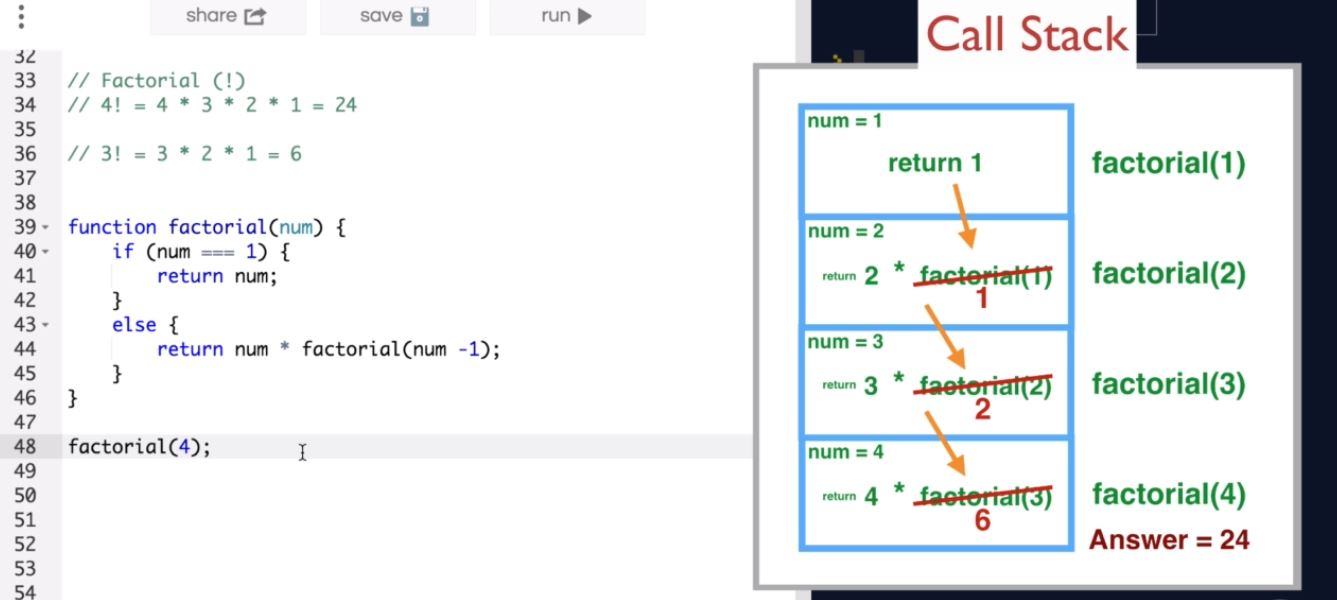 share save run
32
33 // Factorial (!)
34 // 4! = 4 * 3 * 2 * 1 = 24
35
36 // 3! = 3 * 2 * 1 = 6
37
38
39 function factorial(num) {
40 if (num === 1) {
41 return num;
42 }
43 else {
44 return num * factorial(num -1);
45 }
46 }
47
48 factorial(4);
49
50
51
52
53
54
Call Stack
num = 1
return 1 factorial(1)
num = 2
return 2 * factorial(1) factorial(2)
1
num = 3
return 3 * factorial(2) factorial(3)
2
num = 4
return 4 * factorial(3) factorial(4)
6
Answer = 24